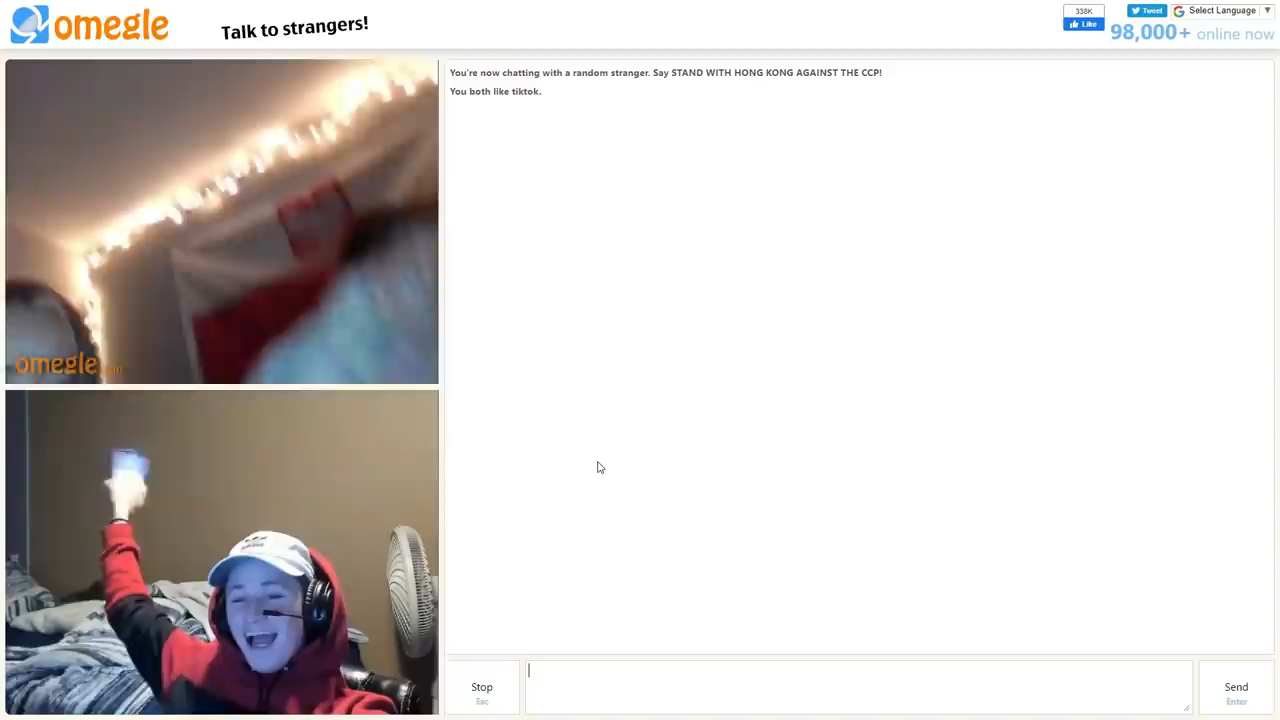 omegle
Talk to strangers!
338K
Like
Tweet
Select Language ▼
98,000+ online now
You're now chatting with a random stranger. Say STAND WITH HONG KONG AGAINST THE CCP!
You both like tiktok.
omegle
Stop
Esc
Send
Enter